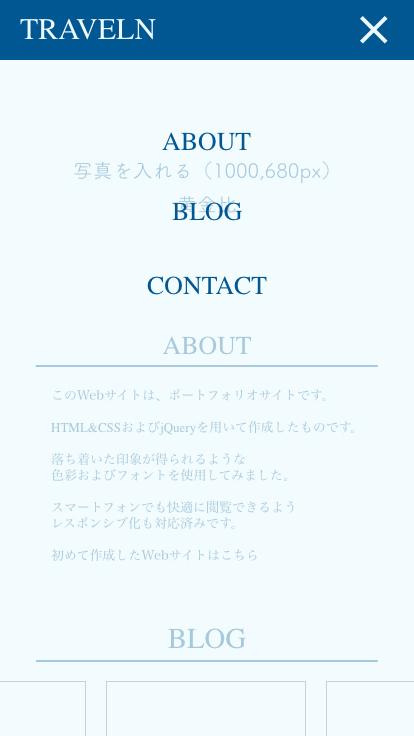 TRAVELN
ABOUT
写真を入れる（1000,680px）
黄金比
BLOG
CONTACT
ABOUT
このWebサイトは、ポートフォリオサイトです。
HTML&CSSおよびjQueryを用いて作成したものです。
落ち着いた印象が得られるような
色彩およびフォントを使用してみました。
スマートフォンでも快適に閲覧できるよう
レスポンシブ化も対応済みです。
初めて作成したWebサイトはこちら
BLOG